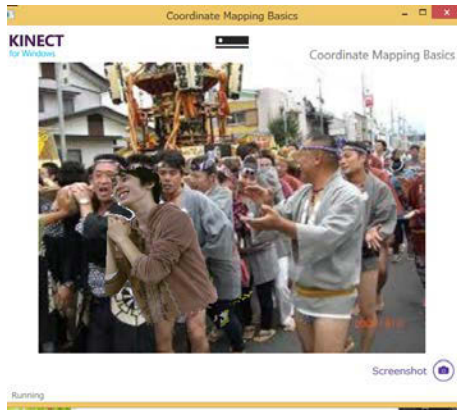 Coordinate Mapping Basics
KINECT
for Windows
Coordinate Mapping Basics
Screenshot
Running